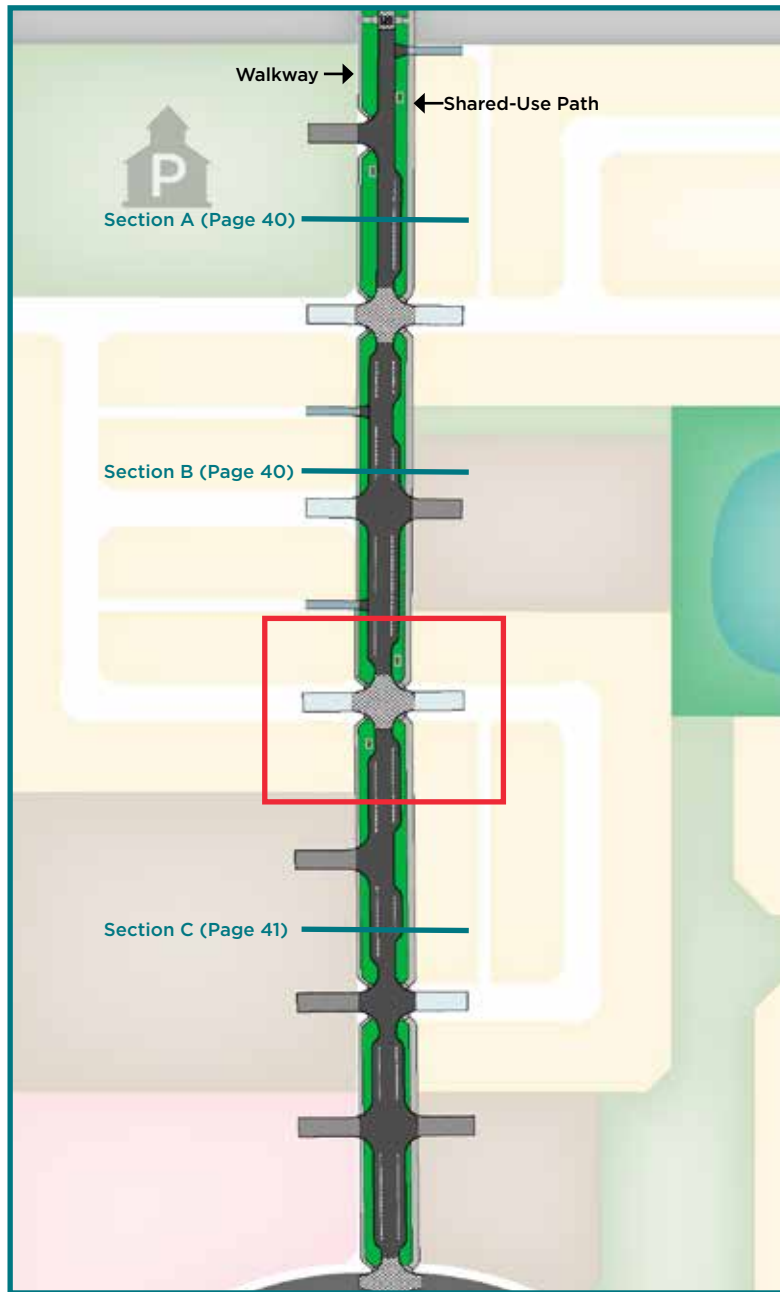 Walkway
Shared-Use Path
P
Section A (Page 40)
Section B (Page 40)
Section C (Page 41)